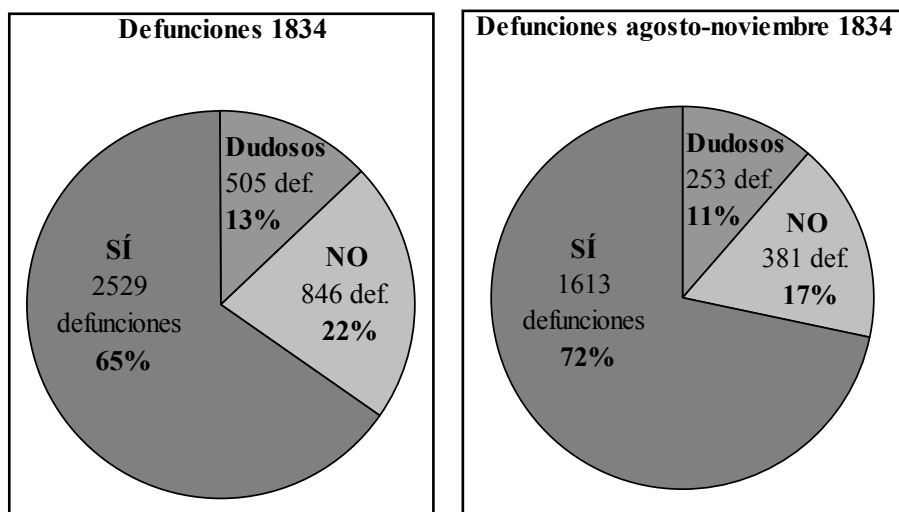 Defunciones 1834
Dudosos
505 def.
13%
SÍ
2529
defunciones
65%
NO
846 def.
22%
Defunciones agosto-noviembre 1834
Dudosos
253 def.
11%
SÍ
1613
defunciones
72%
NO
381 def.
17%